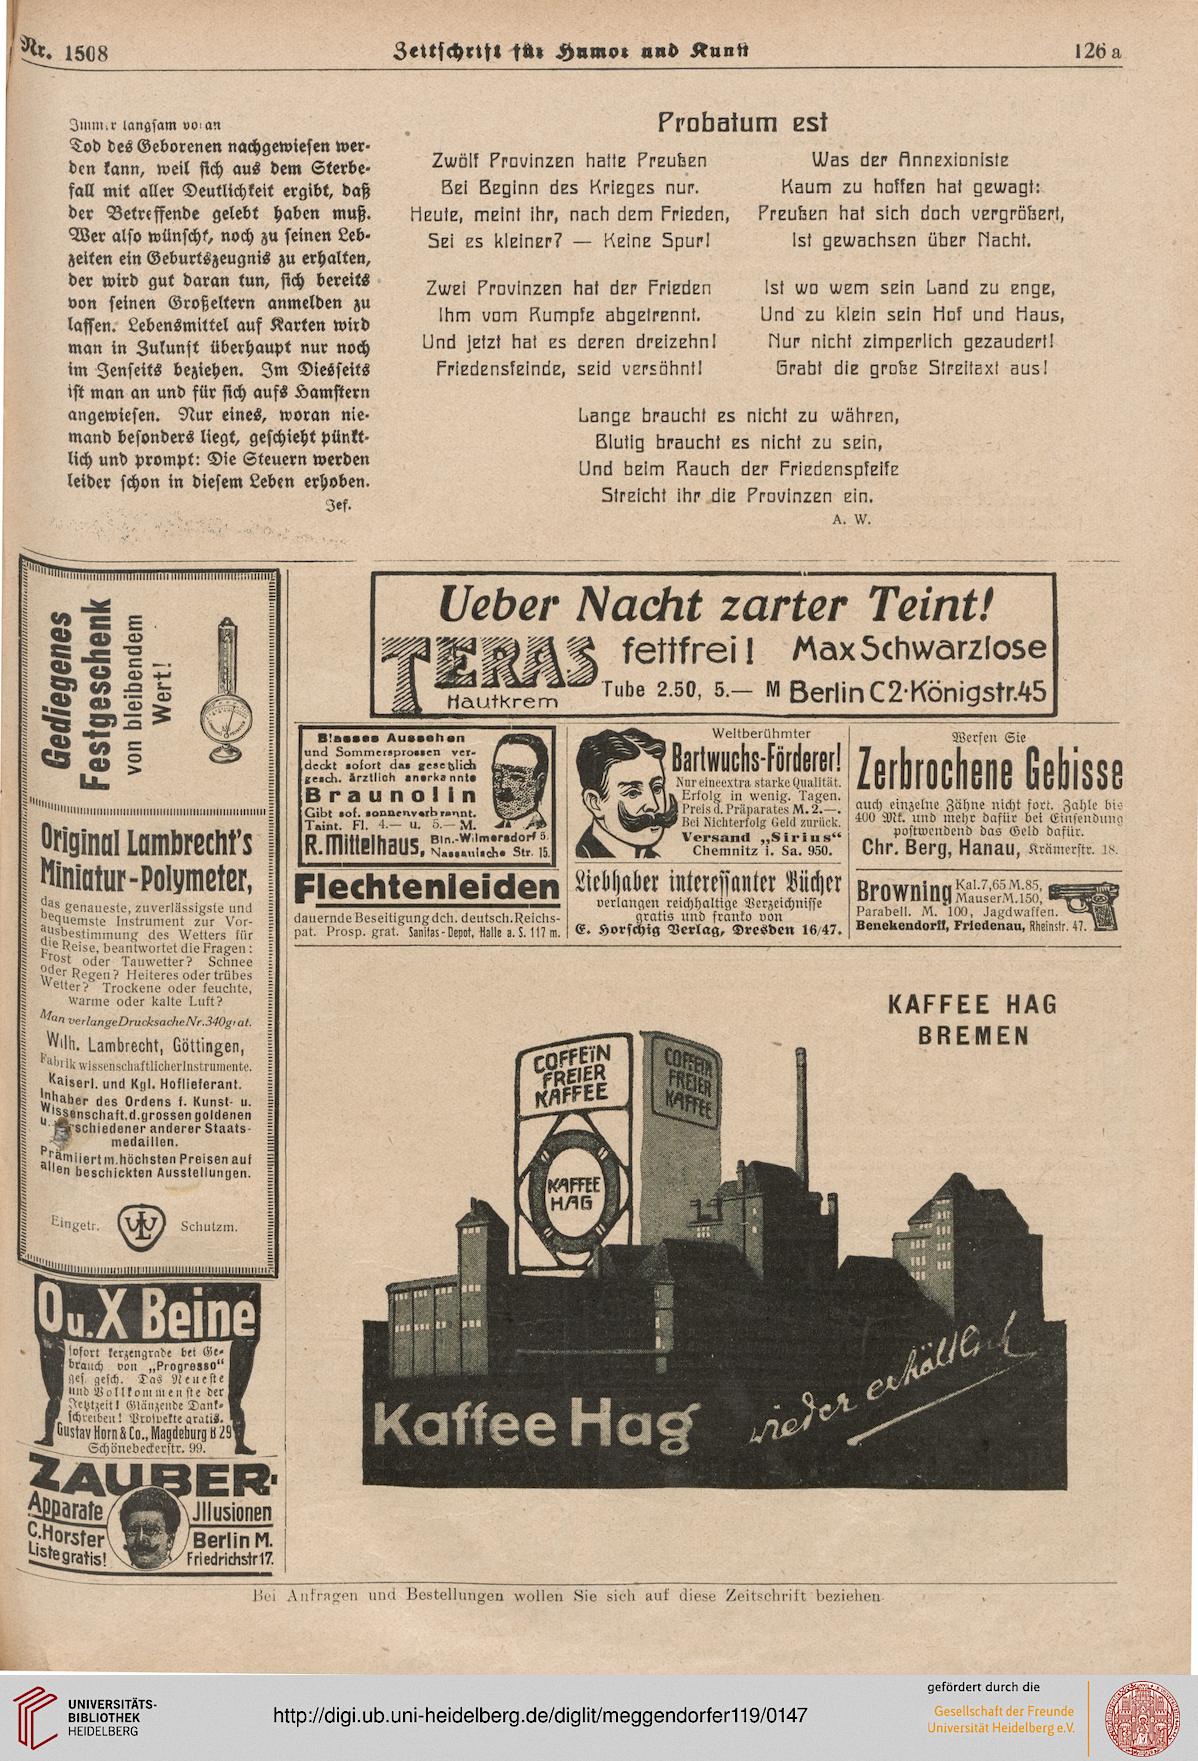 Nr. 1508
Zeitschrift für Humor und Kunst
126 a
Immer langsam voran
Tod des Geborenen nachgewiesen wer-
den kann, weil sich aus dem Sterbe-
fall mit aller Deutlichkeit ergibt, daß
der Betreffende gelebt haben muß.
Wer also wünscht, noch zu seinen Leb-
zeiten ein Geburtszeugnis zu erhalten,
der wird gut daran tun, sich bereits
von seinen Großeltern anmelden zu
lassen. Lebensmittel auf Karten wird
man in Zukunft überhaupt nur noch
im Jenseits beziehen. Im Diesseits
ist man an und für sich aufs Hamstern
angewiesen. Nur eines, woran nie-
mand besonders liegt, geschieht pünkt-
lich und prompt: Die Steuern werden
leider schon in diesem Leben erhoben.
Jef.
Probatum est
Zwölf Provinzen hatte Preußen
Bei Beginn des Krieges nur.
Heute, meint ihr, nach dem Frieden,
Sei es kleiner? — Keine Spur!
Zwei Provinzen hat der Frieden
Ihm vom Rumpfe abgetrennt.
Und jetzt hat es deren dreizehn!
Friedensfeinde, seid versöhnt!
Was der Annexioniste
Kaum zu hoffen hat gewagt:
Preußen hat sich doch vergrößert,
Ist gewachsen über Nacht.
Ist wo wem sein Land zu enge,
Und zu klein sein Hof und Haus,
Nur nicht zimperlich gezaudert!
Grabt die große Streitaxt aus!
Lange braucht es nicht zu währen,
Blutig braucht es nicht zu sein,
Und beim Rauch der Friedenspfeife
Streicht ihr die Provinzen ein.
A. W.
Gediegenes
Festgeschenk
von bleibendem
Wert!
Original Lambrecht's
Miniatur-Polymeter,
das genaueste, zuverlässigste und
bequemste Instrument zur Vor-
ausbestimmung des Wetters für
die Reise, beantwortet die Fragen:
Frost oder Tauwetter? Schnee
oder Regen? Heiteres oder trübes
Wetter? Trockene oder feuchte,
warme oder kalte Luft?
Man verlange Drucksache Nr. 340 grat.
Wilh. Lambrecht, Göttingen,
Fabrik wissenschaftlicher Instrumente.
Kaiserl. und Kgl. Hoflieferant.
Inhaber des Ordens f. Kunst- u.
Wissenschaft, d. grossen goldenen
u. verschiedener anderer Staats-
medaillen.
Prämiiert m. höchsten Preisen auf
allen beschickten Ausstellungen.
Eingetr.
Schutzm.
O u. X Beine
sofort kerzengrade bei Ge-
brauch von „Progresso“
ges. gesch. Das Neueste
und Vollkommenste der
Jetztzeit! Glänzende Dank-
schreiben! Prospekte gratis.
Gustav Horn & Co., Magdeburg B 29
Schönebeckerstr. 99.
ZAUBER-
Apparate
Jllusionen
C. Horster
Berlin M.
Liste gratis!
Friedrichstr 17.
Ueber Nacht zarter Teint!
TERAS fettfrei! Max Schwarzlose
Hautkrem
Tube 2.50, 5.— M Berlin C2·Königstr.45
Blasses Aussehen
und Sommersprossen ver-
deckt sofort das gesetzlich
gesch. ärztlich anerkannte
Braunolin
Gibt sof. sonnenverbrannt.
Taint. Fl. 4.— u. 5.— M.
R. Mittelhaus, Bln.-Wilmersdorf 5.
Nassauische Str. 15.
Weltberühmter
Bartwuchs-Förderer!
Nur eine extra starke Qualität.
Erfolg in wenig. Tagen.
Preis d. Präparates M. 2.—.
Bei Nichterfolg Geld zurück.
Versand „Sirius“
Chemnitz i. Sa. 950.
Werfen Sie
Zerbrochene Gebisse
auch einzelne Zähne nicht fort. Zahle bis
400 Mk. und mehr dafür bei Einsendung
postwendend das Geld dafür.
Chr. Berg, Hanau, Krämerstr. 18.
Flechtenleiden
dauernde Beseitigung dch. deutsch. Reichs-
pat. Prosp. grat. Sanitas-Depot, Halle a. S. 117 m.
Liebhaber interessanter Bücher
verlangen reichhaltige Verzeichnisse
gratis und franko von
E. Horschig Verlag, Dresden 16/47.
Browning Kal. 7,65 M. 85,
Mauser M. 150,
Parabell. M. 100, Jagdwaffen.
Benekendorff, Friedenau, Rheinstr. 47.
KAFFEE HAG
BREMEN
COFFEïN
FREIER
KAFFEE
COFFEïN
FREIER
KAFFEE
KAFFEE
HAG
Kaffee Hag
wieder erhältlich
Bei Anfragen und Bestellungen wollen Sie sich auf diese Zeitschrift beziehen
UNIVERSITÄTS-
BIBLIOTHEK
HEIDELBERG
http://digi.ub.uni-heidelberg.de/diglit/meggendorfer119/0147
gefördert durch die
Gesellschaft der Freunde
Universität Heidelberg e.V.